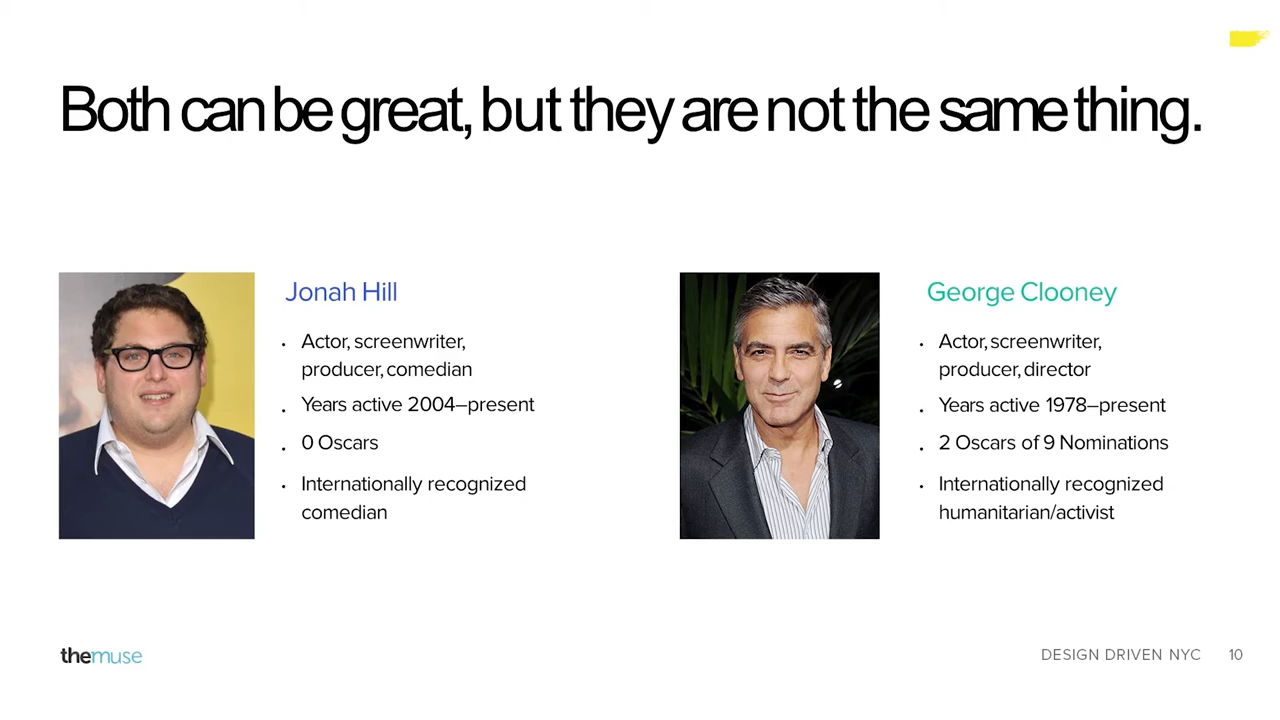 Both can be great, but they are not the same thing.
Jonah Hill
• Actor, screenwriter,
producer, comedian
• Years active 2004–present
• 0 Oscars
• Internationally recognized
comedian
George Clooney
• Actor, screenwriter,
producer, director
• Years active 1978–present
• 2 Oscars of 9 Nominations
• Internationally recognized
humanitarian/activist
themuse
DESIGN DRIVEN NYC 10